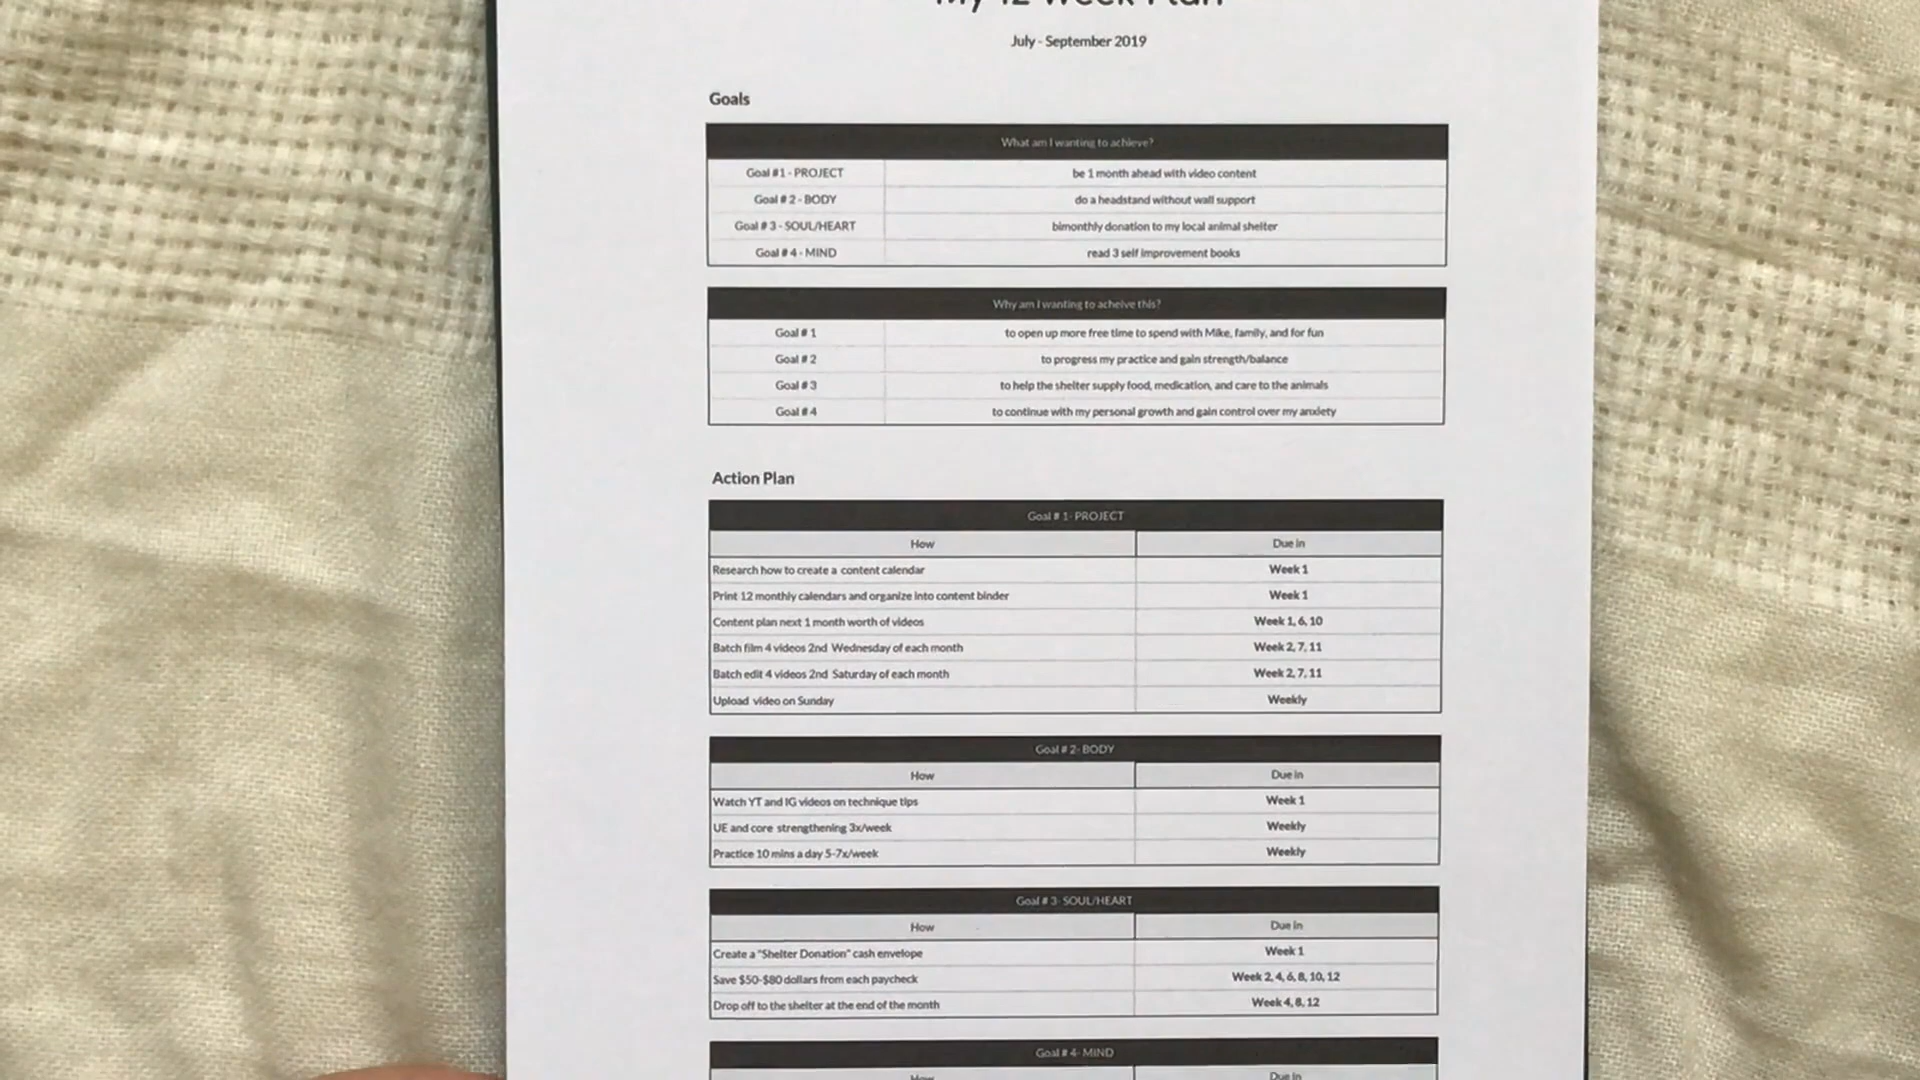 My 12 Week Plan
July - September 2019
Goals
What am I wanting to achieve?
Goal #1 - PROJECT be 1 month ahead with video content
Goal # 2 - BODY do a headstand without wall support
Goal # 3 - SOUL/HEART bimonthly donation to my local animal shelter
Goal # 4 - MIND read 3 self improvement books
Why am I wanting to acheive this?
Goal # 1 to open up more free time to spend with Mike, family, and for fun
Goal # 2 to progress my practice and gain strength/balance
Goal # 3 to help the shelter supply food, medication, and care to the animals
Goal # 4 to continue with my personal growth and gain control over my anxiety
Action Plan
Goal # 1- PROJECT
How Due in
Research how to create a content calendar Week 1
Print 12 monthly calendars and organize into content binder Week 1
Content plan next 1 month worth of videos Week 1, 6, 10
Batch film 4 videos 2nd Wednesday of each month Week 2, 7, 11
Batch edit 4 videos 2nd Saturday of each month Week 2, 7, 11
Upload video on Sunday Weekly
Goal # 2- BODY
How Due in
Watch YT and IG videos on technique tips Week 1
UE and core strengthening 3x/week Weekly
Practice 10 mins a day 5-7x/week Weekly
Goal # 3- SOUL/HEART
How Due in
Create a "Shelter Donation" cash envelope Week 1
Save $50-$80 dollars from each paycheck Week 2, 4, 6, 8, 10, 12
Drop off to the shelter at the end of the month Week 4, 8, 12
Goal # 4- MIND
How Due in